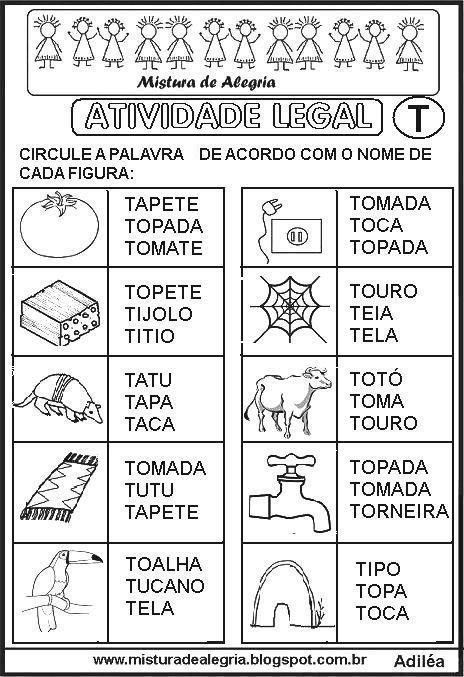 Mistura de Alegria
ATIVIDADE LEGAL
T
CIRCULE A PALAVRA DE ACORDO COM O NOME DE
CADA FIGURA:
TAPETE
TOPADA
TOMATE
TOMADA
TOCA
TOPADA
TOPETE
TIJOLO
TITIO
TOURO
TEIA
TELA
TATU
TAPA
TACA
TOTÓ
TOMA
TOURO
TOMADA
TUTU
TAPETE
TOPADA
TOMADA
TORNEIRA
TOALHA
TUCANO
TELA
TIPO
TOPA
TOCA
www.misturadealegria.blogspot.com.br
Adiléa